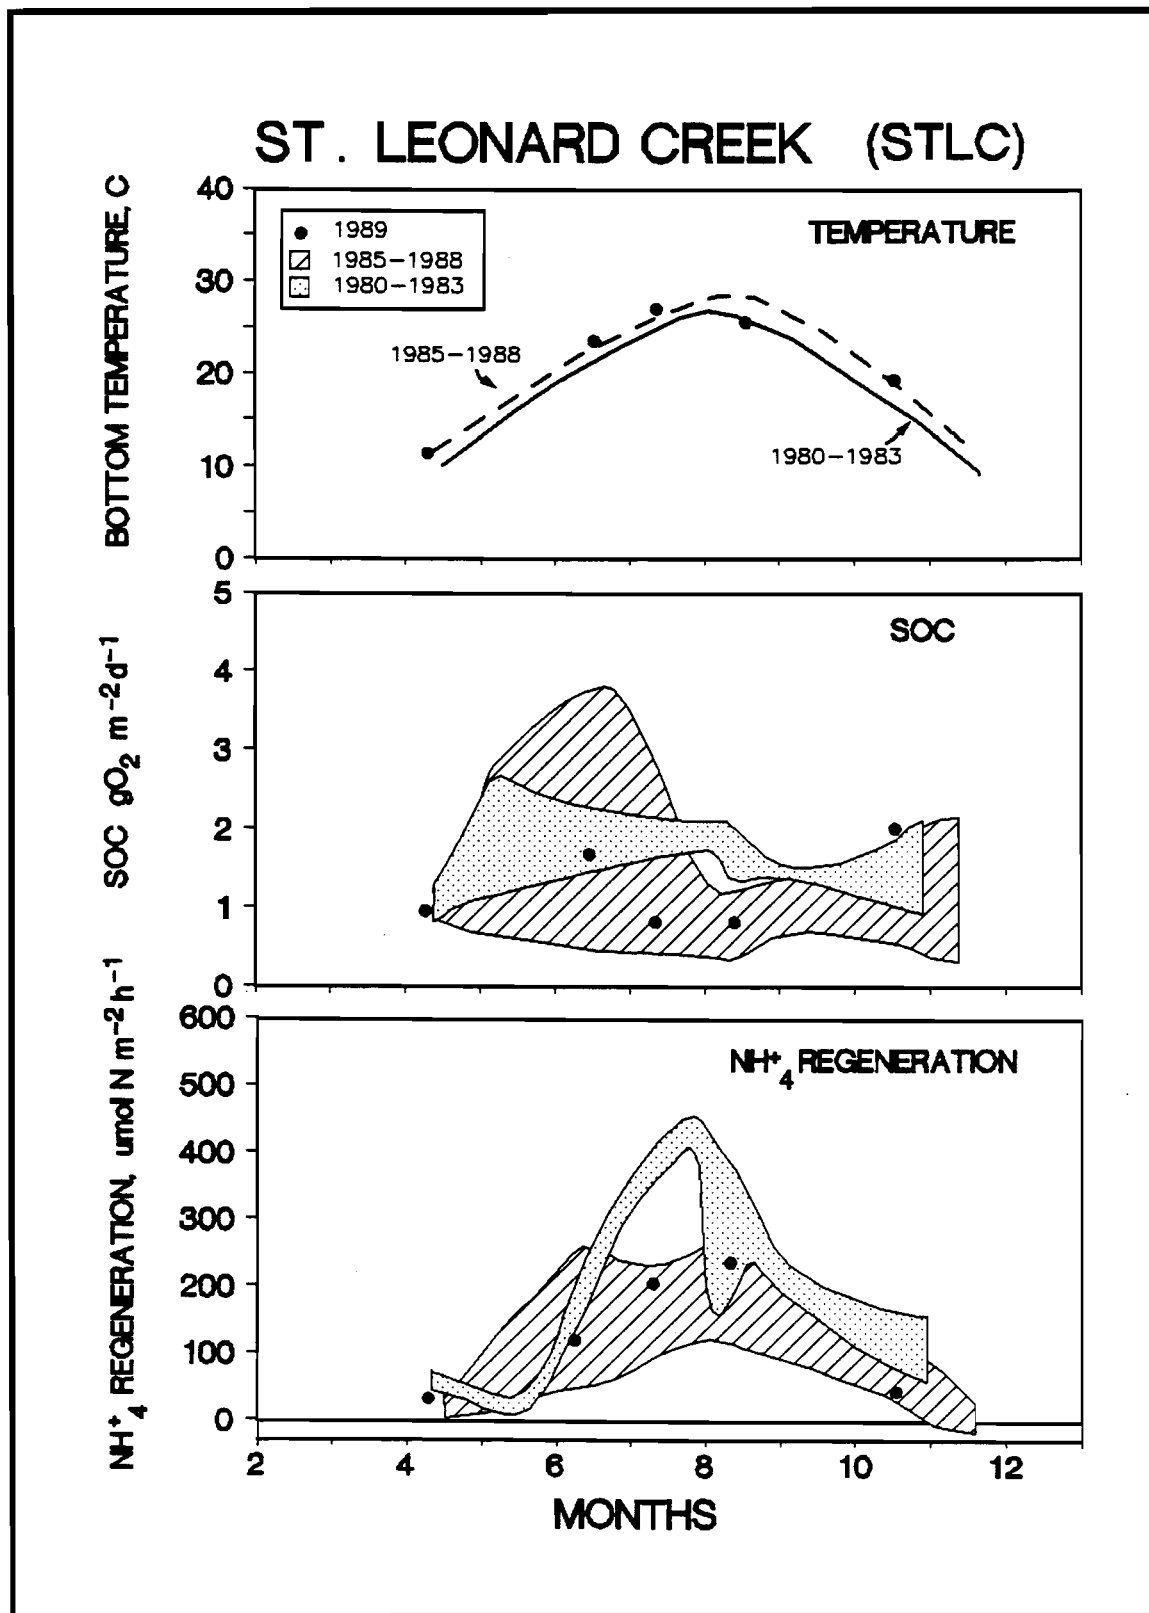 ST. LEONARD CREEK (STLC)
BOTTOM TEMPERATURE, C
40
30
20
10
0
TEMPERATURE
1989
1985-1988
1980-1983
1985-1988
1980-1983
SOC gO2 m-2d-1
5
4
3
2
1
0
SOC
NH+4 REGENERATION, umol N m-2h-1
600
500
400
300
200
100
0
NH+4 REGENERATION
2 4 6 8 10 12
MONTHS